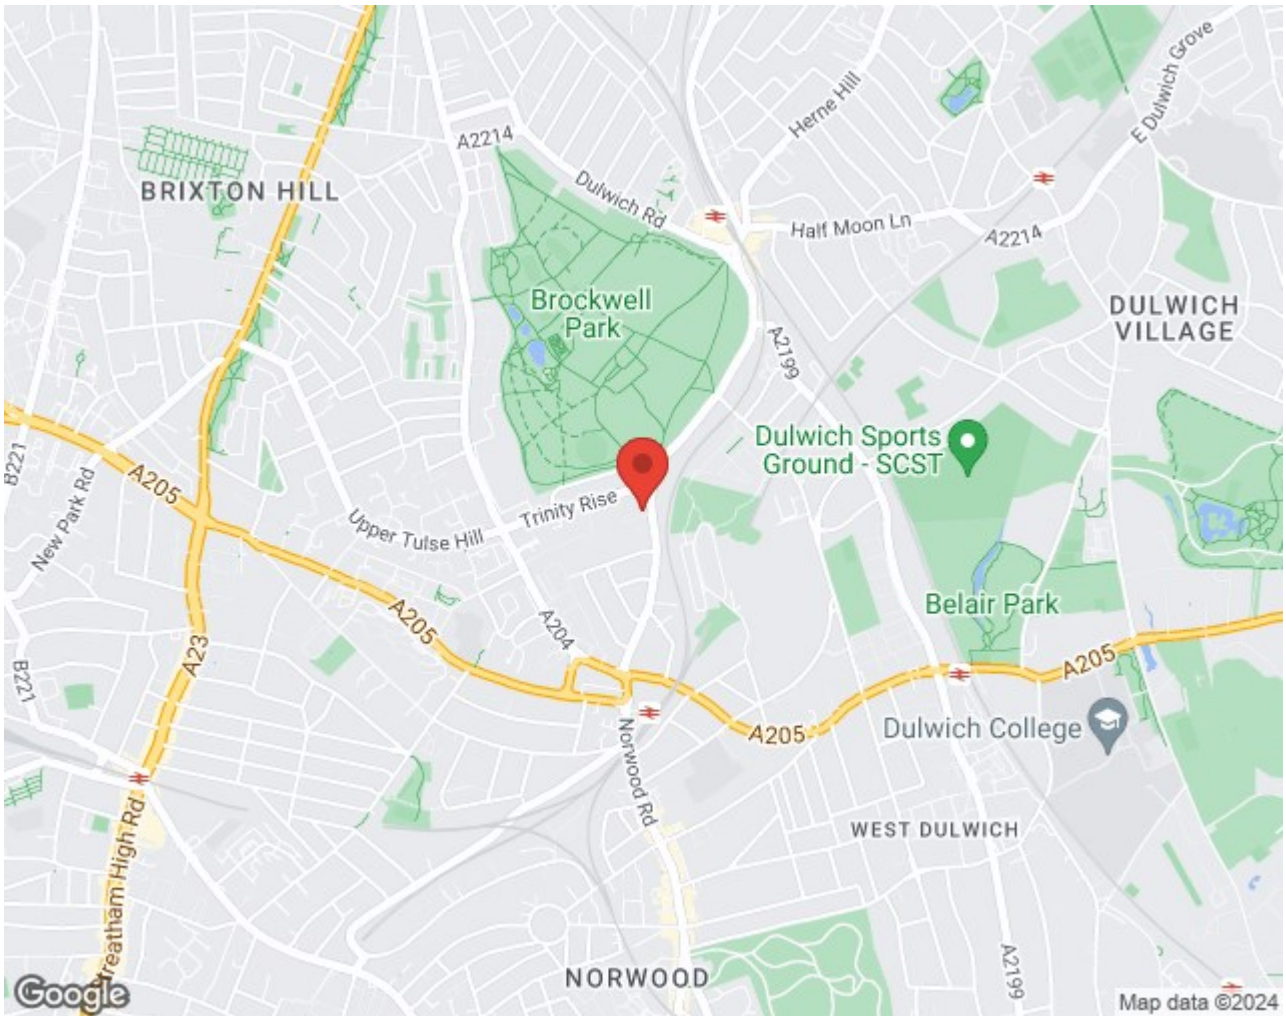 E Dulwich Grove
Herne Hill
A2214
BRIXTON HILL
Dulwich Rd
Half Moon Ln
A2214
Brockwell
Park
DULWICH
VILLAGE
A2199
Dulwich Sports
Ground - SCST
B221
A205
New Park Rd
Trinity Rise
Upper Tulse Hill
A205
A204
Belair Park
A23
A205
B221
Dulwich College
A205
Norwood Rd
WEST DULWICH
Streatham High Rd
A2199
NORWOOD
Google
Map data ©2024